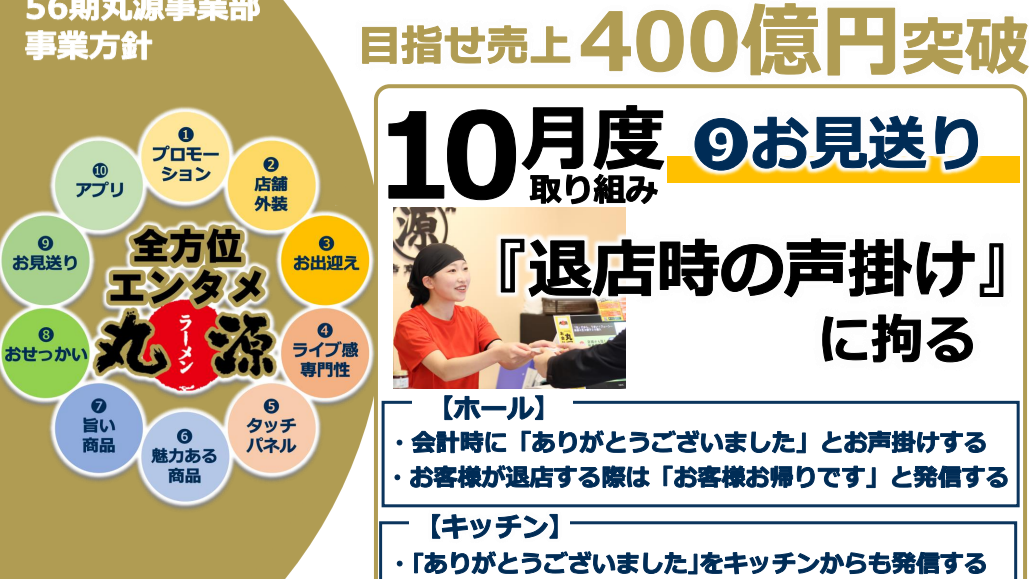 56期丸源事業部
事業方針
目指せ売上400億円突破
10月度
取り組み
❾お見送り
❶
プロモー
ション
❷
店舗
外装
❸
お出迎え
❹
ライブ感
専門性
❺
タッチ
パネル
❻
魅力ある
商品
❼
旨い
商品
❽
おせっかい
❾
お見送り
❿
アプリ
全方位
エンタメ
丸源
ラーメン
源
『退店時の声掛け』
に拘る
【ホール】
・会計時に「ありがとうございました」とお声掛けする
・お客様が退店する際は「お客様お帰りです」と発信する
【キッチン】
・｢ありがとうございました｣をキッチンからも発信する